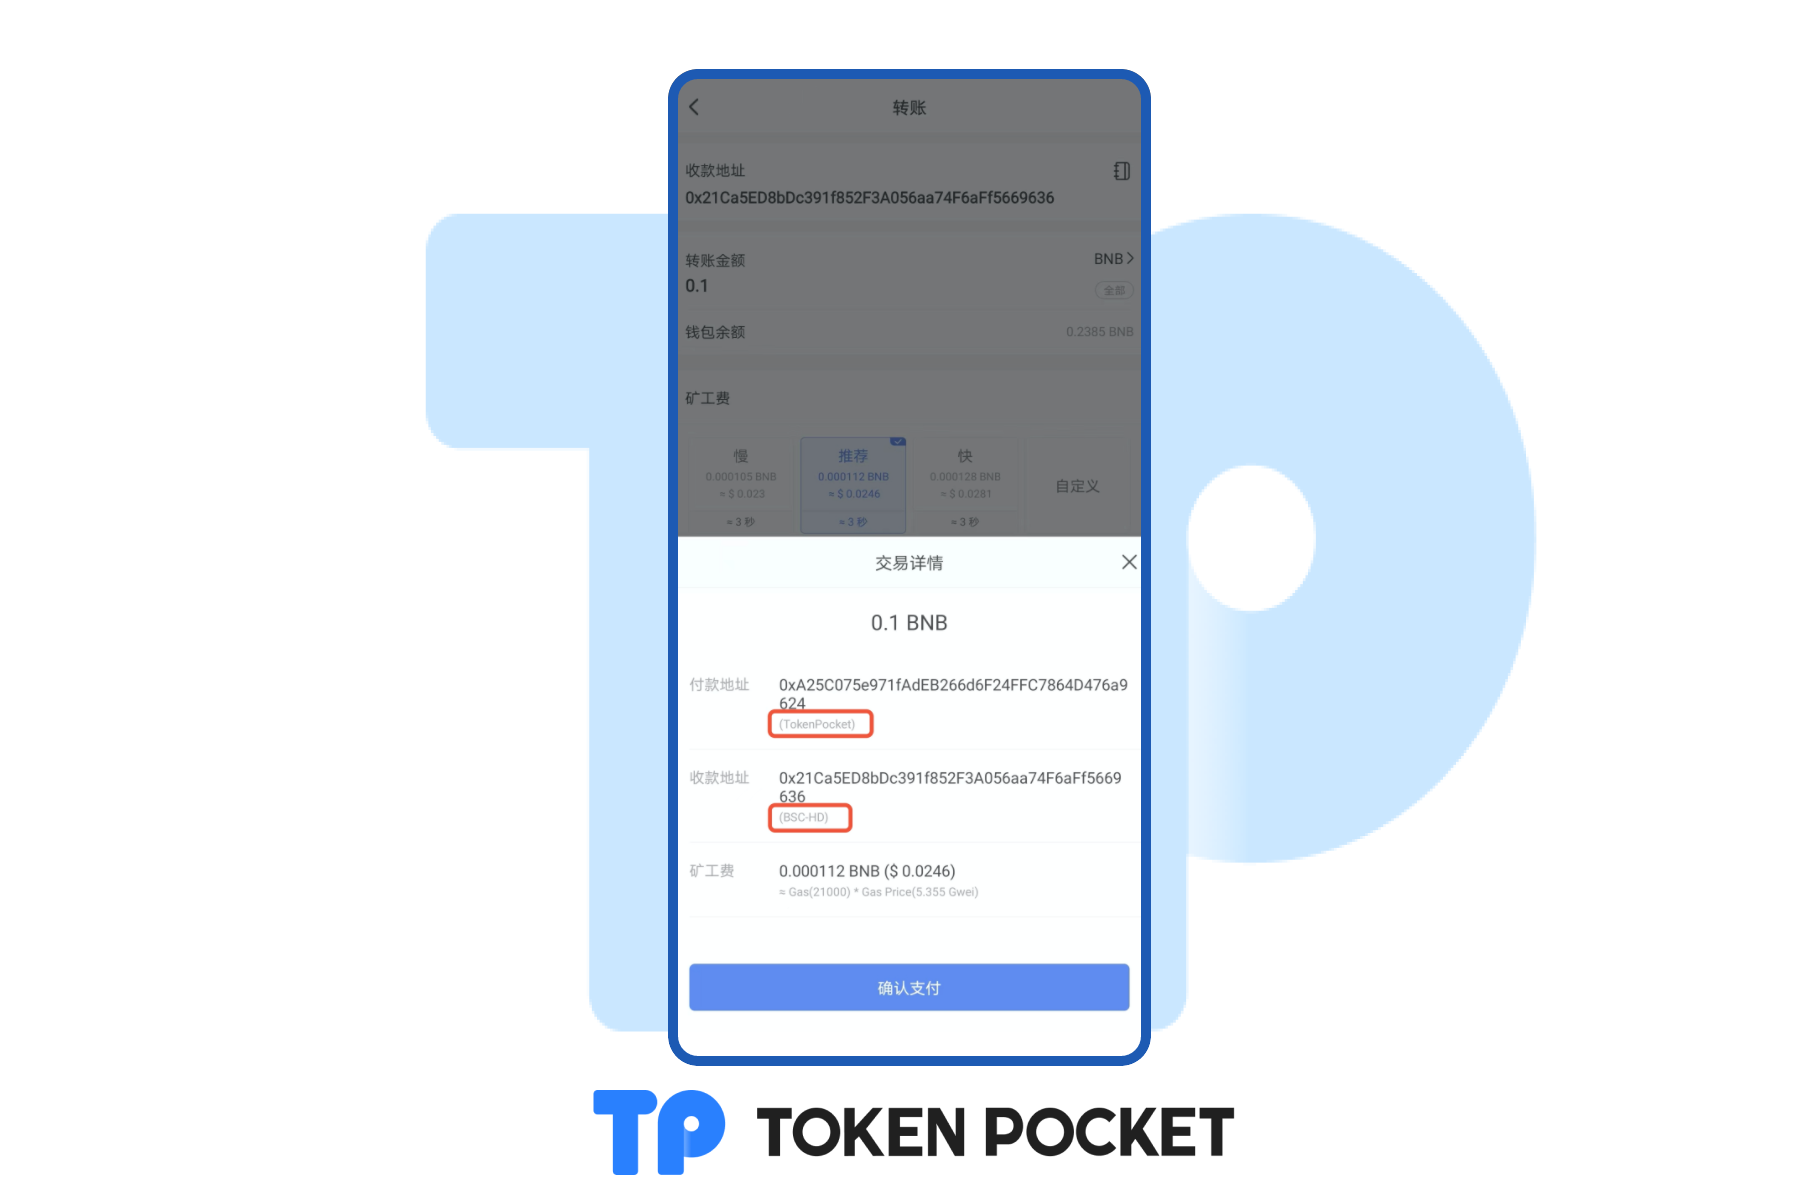 转账
收款地址
0x21Ca5ED8bDc391f852F3A056aa74F6aFf5669636
转账金额 BNB
0.1 全部
钱包余额 0.2385 BNB
矿工费
慢 推荐 快 自定义
0.000105 BNB 0.000112 BNB 0.000128 BNB
≈ $ 0.023 ≈ $ 0.0246 ≈ $ 0.0281
≈ 3 秒 ≈ 3 秒 ≈ 3 秒
交易详情
0.1 BNB
付款地址 0xA25C075e971fAdEB266d6F24FFC7864D476a9
624
(TokenPocket)
收款地址 0x21Ca5ED8bDc391f852F3A056aa74F6aFf5669
636
(BSC-HD)
矿工费 0.000112 BNB ($ 0.0246)
≈ Gas(21000) * Gas Price(5.355 Gwei)
确认支付
TP TOKEN POCKET